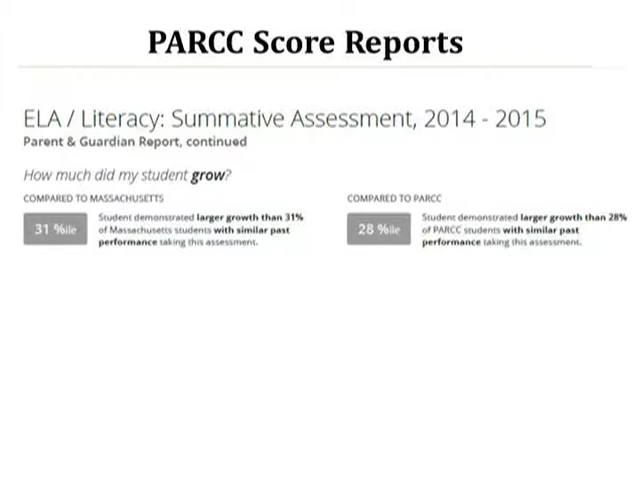 PARCC Score Reports
ELA / Literacy: Summative Assessment, 2014 - 2015
Parent & Guardian Report, continued
How much did my student grow?
COMPARED TO MASSACHUSETTS
31 %ile
Student demonstrated larger growth than 31%
of Massachusetts students with similar past
performance taking this assessment.
COMPARED TO PARCC
28 %ile
Student demonstrated larger growth than 28%
of PARCC students with similar past
performance taking this assessment.